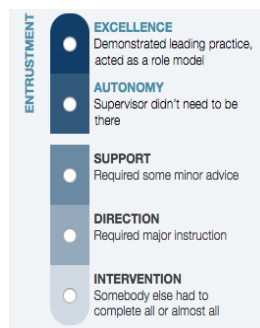 ENTRUSTMENT
EXCELLENCE
Demonstrated leading practice,
acted as a role model
AUTONOMY
Supervisor didn't need to be
there
SUPPORT
Required some minor advice
DIRECTION
Required major instruction
INTERVENTION
Somebody else had to
complete all or almost all